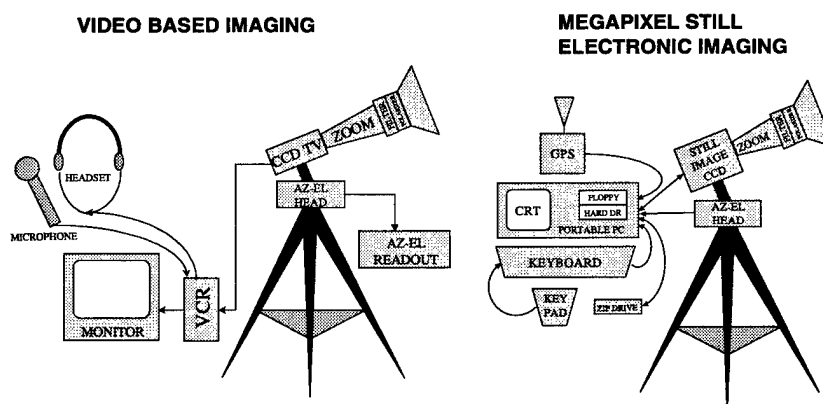 VIDEO BASED IMAGING
MEGAPIXEL STILL
ELECTRONIC IMAGING
HEADSET
MICROPHONE
MONITOR
VCR
CCD TV
ZOOM
AZ-EL
HEAD
AZ-EL
READOUT
GPS
CRT
FLOPPY
HARD DR
PORTABLE PC
KEYBOARD
KEY
PAD
ZIP DRIVE
STILL
IMAGE
CCD
ZOOM
AZ-EL
HEAD